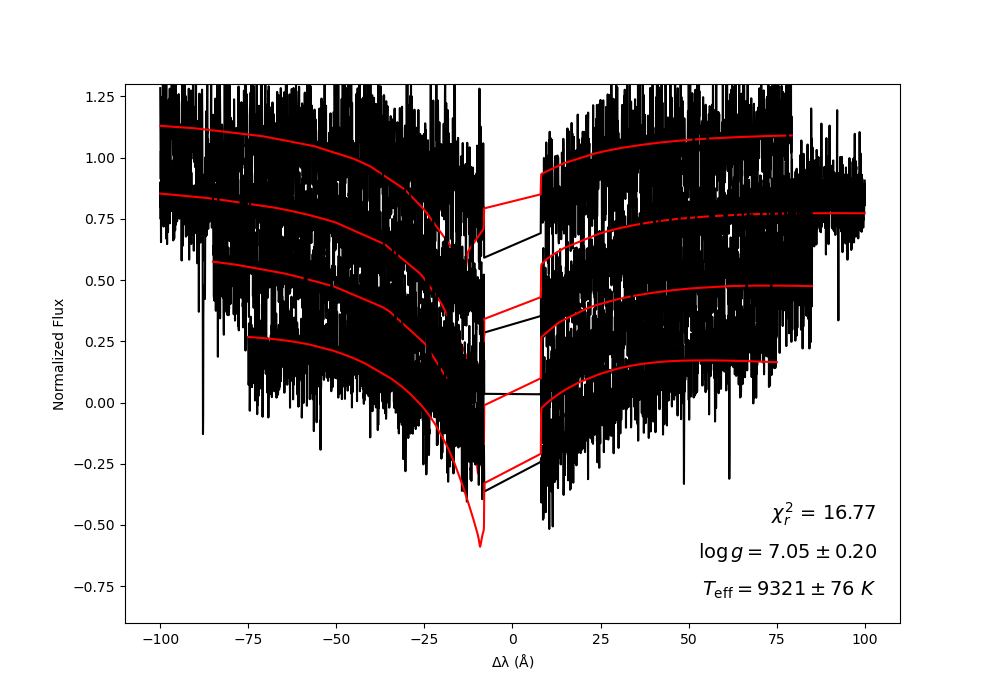 1.25
1.00
0.75
0.50
0.25
0.00
−0.25
−0.50
−0.75
Normalized Flux
χ²ᵣ = 16.77
log g = 7.05 ± 0.20
T_eff = 9321 ± 76 K
−100 −75 −50 −25 0 25 50 75 100
Δλ (Å)